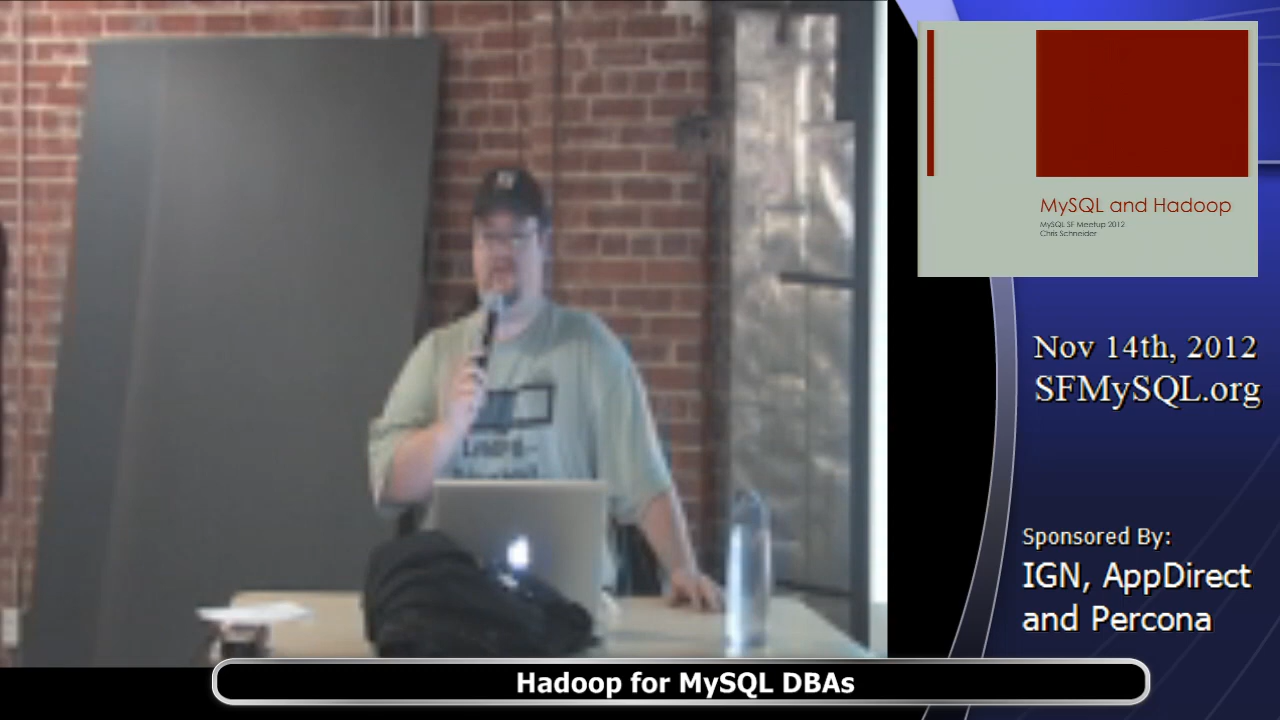 MySQL and Hadoop
MySQL SF Meetup 2012
Chris Schneider
Nov 14th, 2012
SFMySQL.org
Sponsored By:
IGN, AppDirect
and Percona
Hadoop for MySQL DBAs